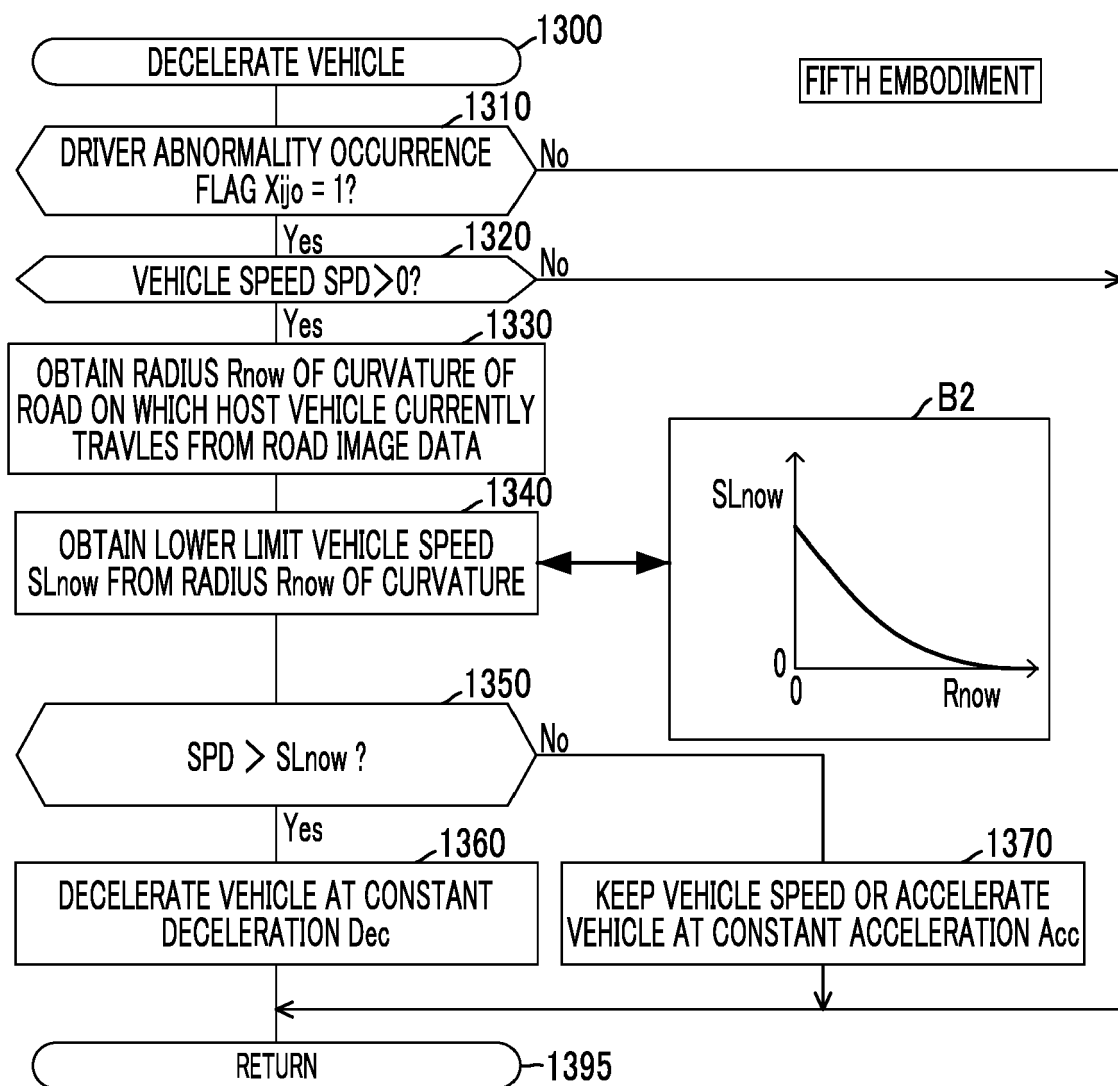 1300
DECELERATE VEHICLE
FIFTH EMBODIMENT
1310
DRIVER ABNORMALITY OCCURRENCE
FLAG Xijo = 1?
No
Yes
1320
VEHICLE SPEED SPD>0?
No
Yes
1330
OBTAIN RADIUS Rnow OF CURVATURE OF
ROAD ON WHICH HOST VEHICLE CURRENTLY
TRAVLES FROM ROAD IMAGE DATA
B2
SLnow
0
0
Rnow
1340
OBTAIN LOWER LIMIT VEHICLE SPEED
SLnow FROM RADIUS Rnow OF CURVATURE
1350
SPD > SLnow ?
No
Yes
1360
DECELERATE VEHICLE AT CONSTANT
DECELERATION Dec
1370
KEEP VEHICLE SPEED OR ACCELERATE
VEHICLE AT CONSTANT ACCELERATION Acc
RETURN
1395